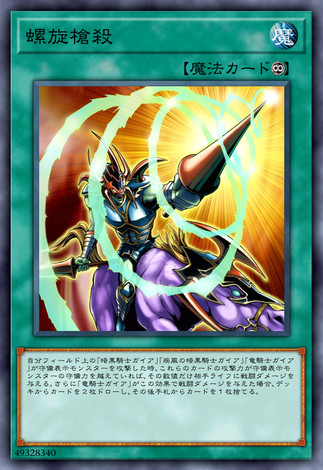 螺旋槍殺
魔
【魔法カード♾】
自分フィールド上の「暗黒騎士ガイア」「疾風の暗黒騎士ガイア」「竜騎士ガイア」
が守備表示モンスターを攻撃した時、これらのカードの攻撃力が守備表示モ
ンスターの守備力を越えていれば、その数値だけ相手ライフに戦闘ダメージを
与える。さらに「竜騎士ガイア」がこの効果で戦闘ダメージを与えた場合、デッ
キからカードを2枚ドローし、その後手札からカードを1枚捨てる。
49328340